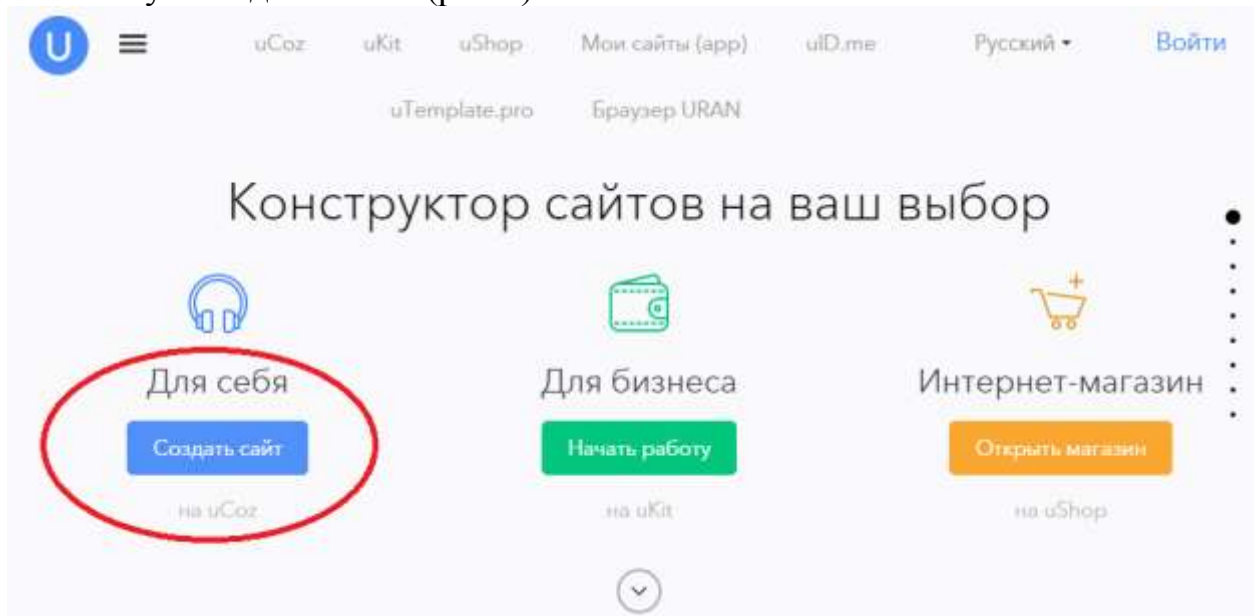 U
uCoz uKit uShop Мои сайты (app) uID.me Русский Войти
uTemplate.pro Браузер URAN
Конструктор сайтов на ваш выбор
Для себя Для бизнеса Интернет-магазин
Создать сайт Начать работу Открыть магазин
на uCoz на uKit на uShop